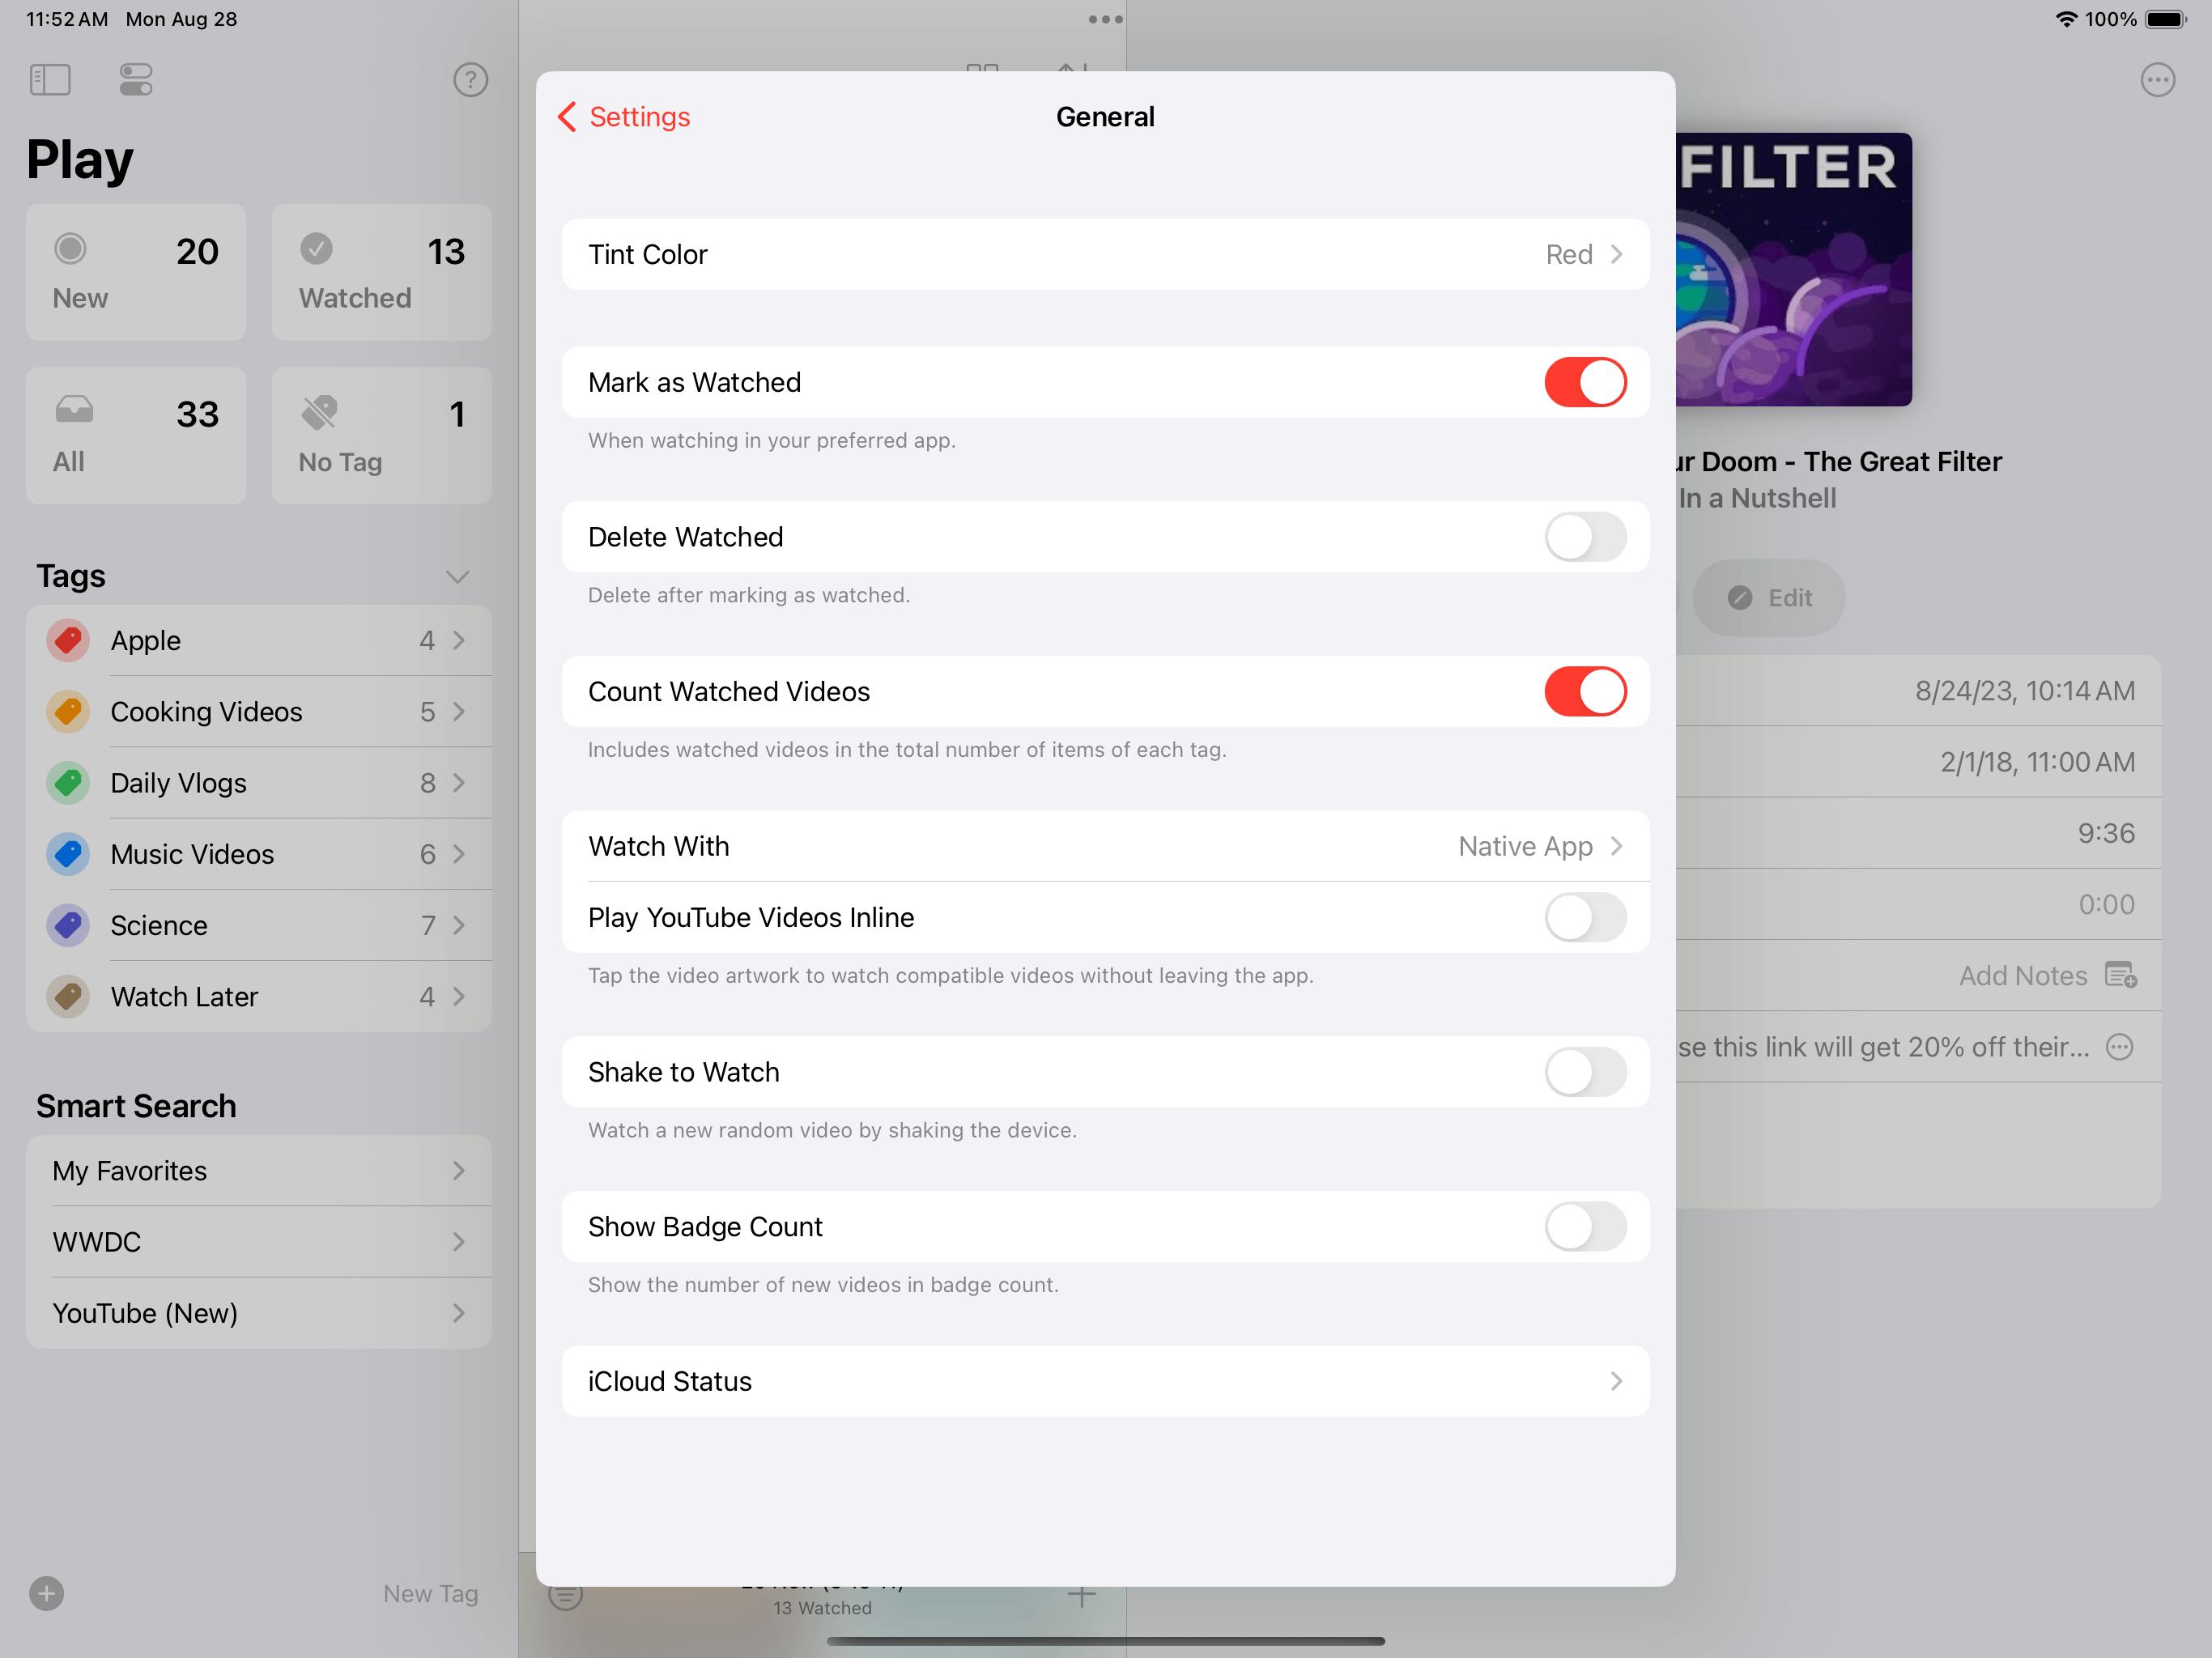 11:52 AM Mon Aug 28
100%
Play
20
New
13
Watched
33
All
1
No Tag
Tags
Apple 4
Cooking Videos 5
Daily Vlogs 8
Music Videos 6
Science 7
Watch Later 4
Smart Search
My Favorites
WWDC
YouTube (New)
New Tag
Settings
General
Tint Color Red
Mark as Watched
When watching in your preferred app.
Delete Watched
Delete after marking as watched.
Count Watched Videos
Includes watched videos in the total number of items of each tag.
Watch With Native App
Play YouTube Videos Inline
Tap the video artwork to watch compatible videos without leaving the app.
Shake to Watch
Watch a new random video by shaking the device.
Show Badge Count
Show the number of new videos in badge count.
iCloud Status
13 Watched
FILTER
Doom - The Great Filter
In a Nutshell
Edit
8/24/23, 10:14 AM
2/1/18, 11:00 AM
9:36
0:00
Add Notes
this link will get 20% off their...